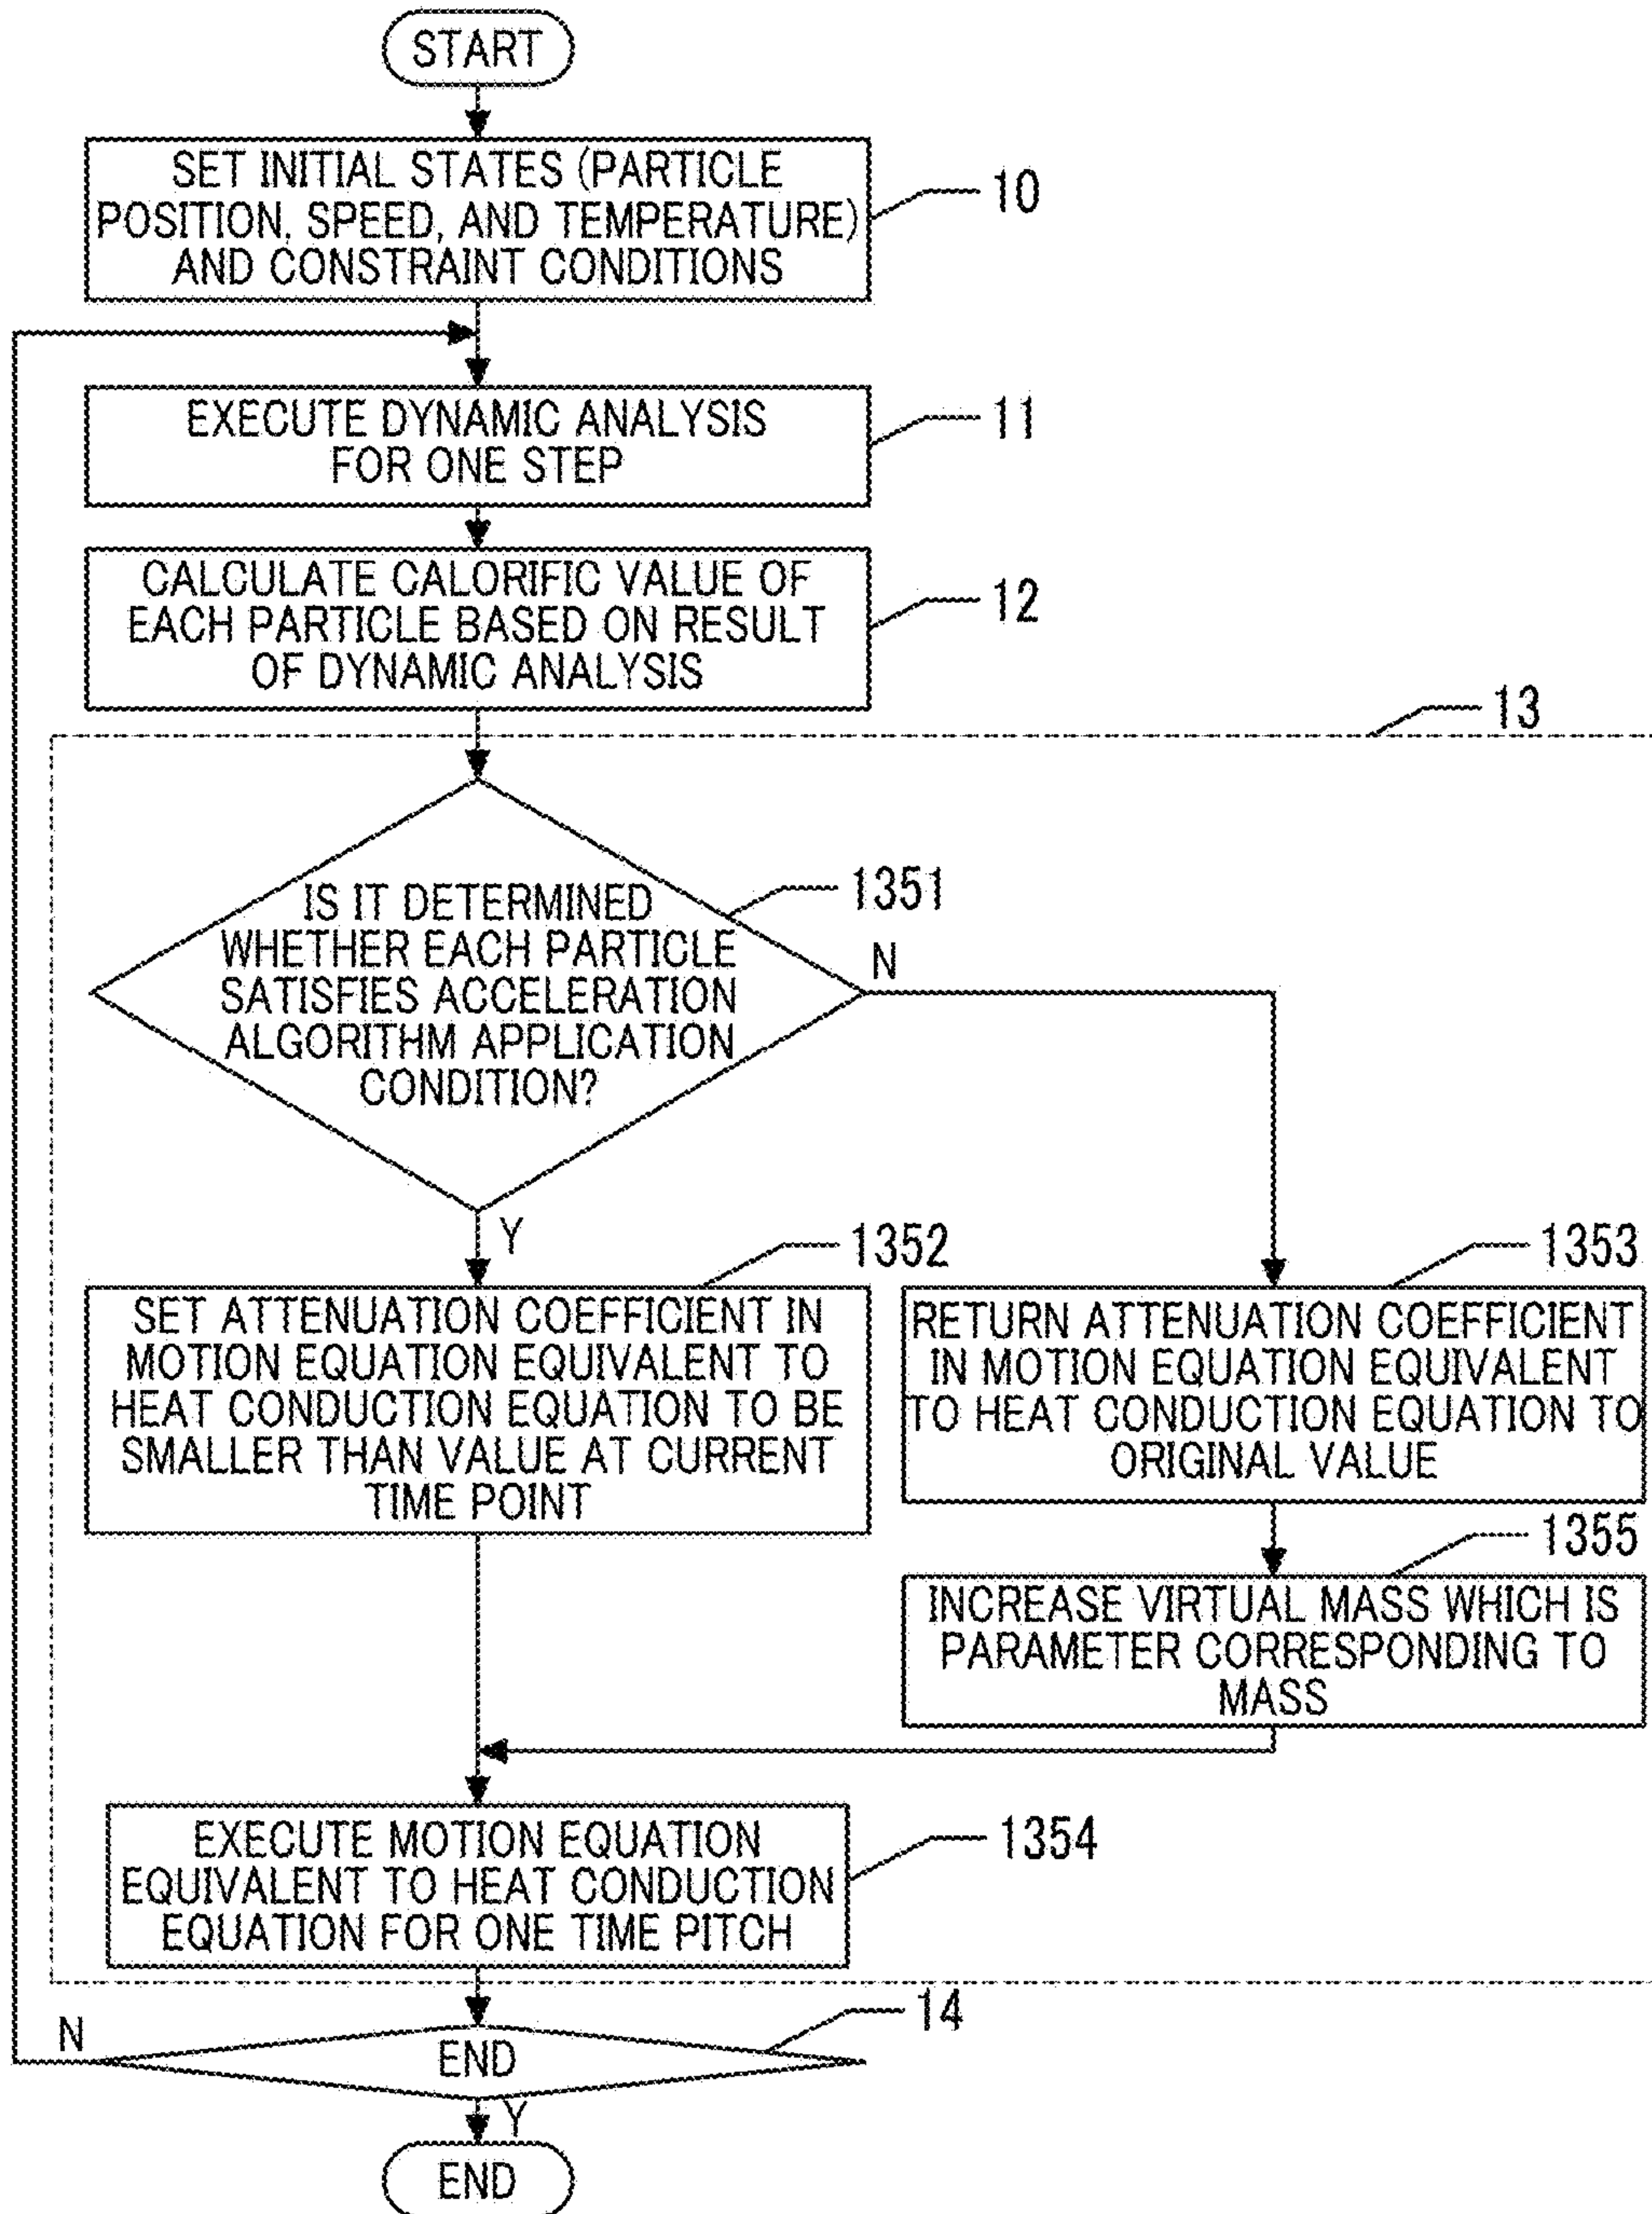 START
SET INITIAL STATES (PARTICLE
POSITION, SPEED, AND TEMPERATURE)
AND CONSTRAINT CONDITIONS
10
EXECUTE DYNAMIC ANALYSIS
FOR ONE STEP
11
CALCULATE CALORIFIC VALUE OF
EACH PARTICLE BASED ON RESULT
OF DYNAMIC ANALYSIS
12
13
IS IT DETERMINED
WHETHER EACH PARTICLE
SATISFIES ACCELERATION
ALGORITHM APPLICATION
CONDITION?
1351
N
Y
1352
SET ATTENUATION COEFFICIENT IN
MOTION EQUATION EQUIVALENT TO
HEAT CONDUCTION EQUATION TO BE
SMALLER THAN VALUE AT CURRENT
TIME POINT
1353
RETURN ATTENUATION COEFFICIENT
IN MOTION EQUATION EQUIVALENT
TO HEAT CONDUCTION EQUATION TO
ORIGINAL VALUE
1355
INCREASE VIRTUAL MASS WHICH IS
PARAMETER CORRESPONDING TO
MASS
EXECUTE MOTION EQUATION
EQUIVALENT TO HEAT CONDUCTION
EQUATION FOR ONE TIME PITCH
1354
14
N
END
Y
END